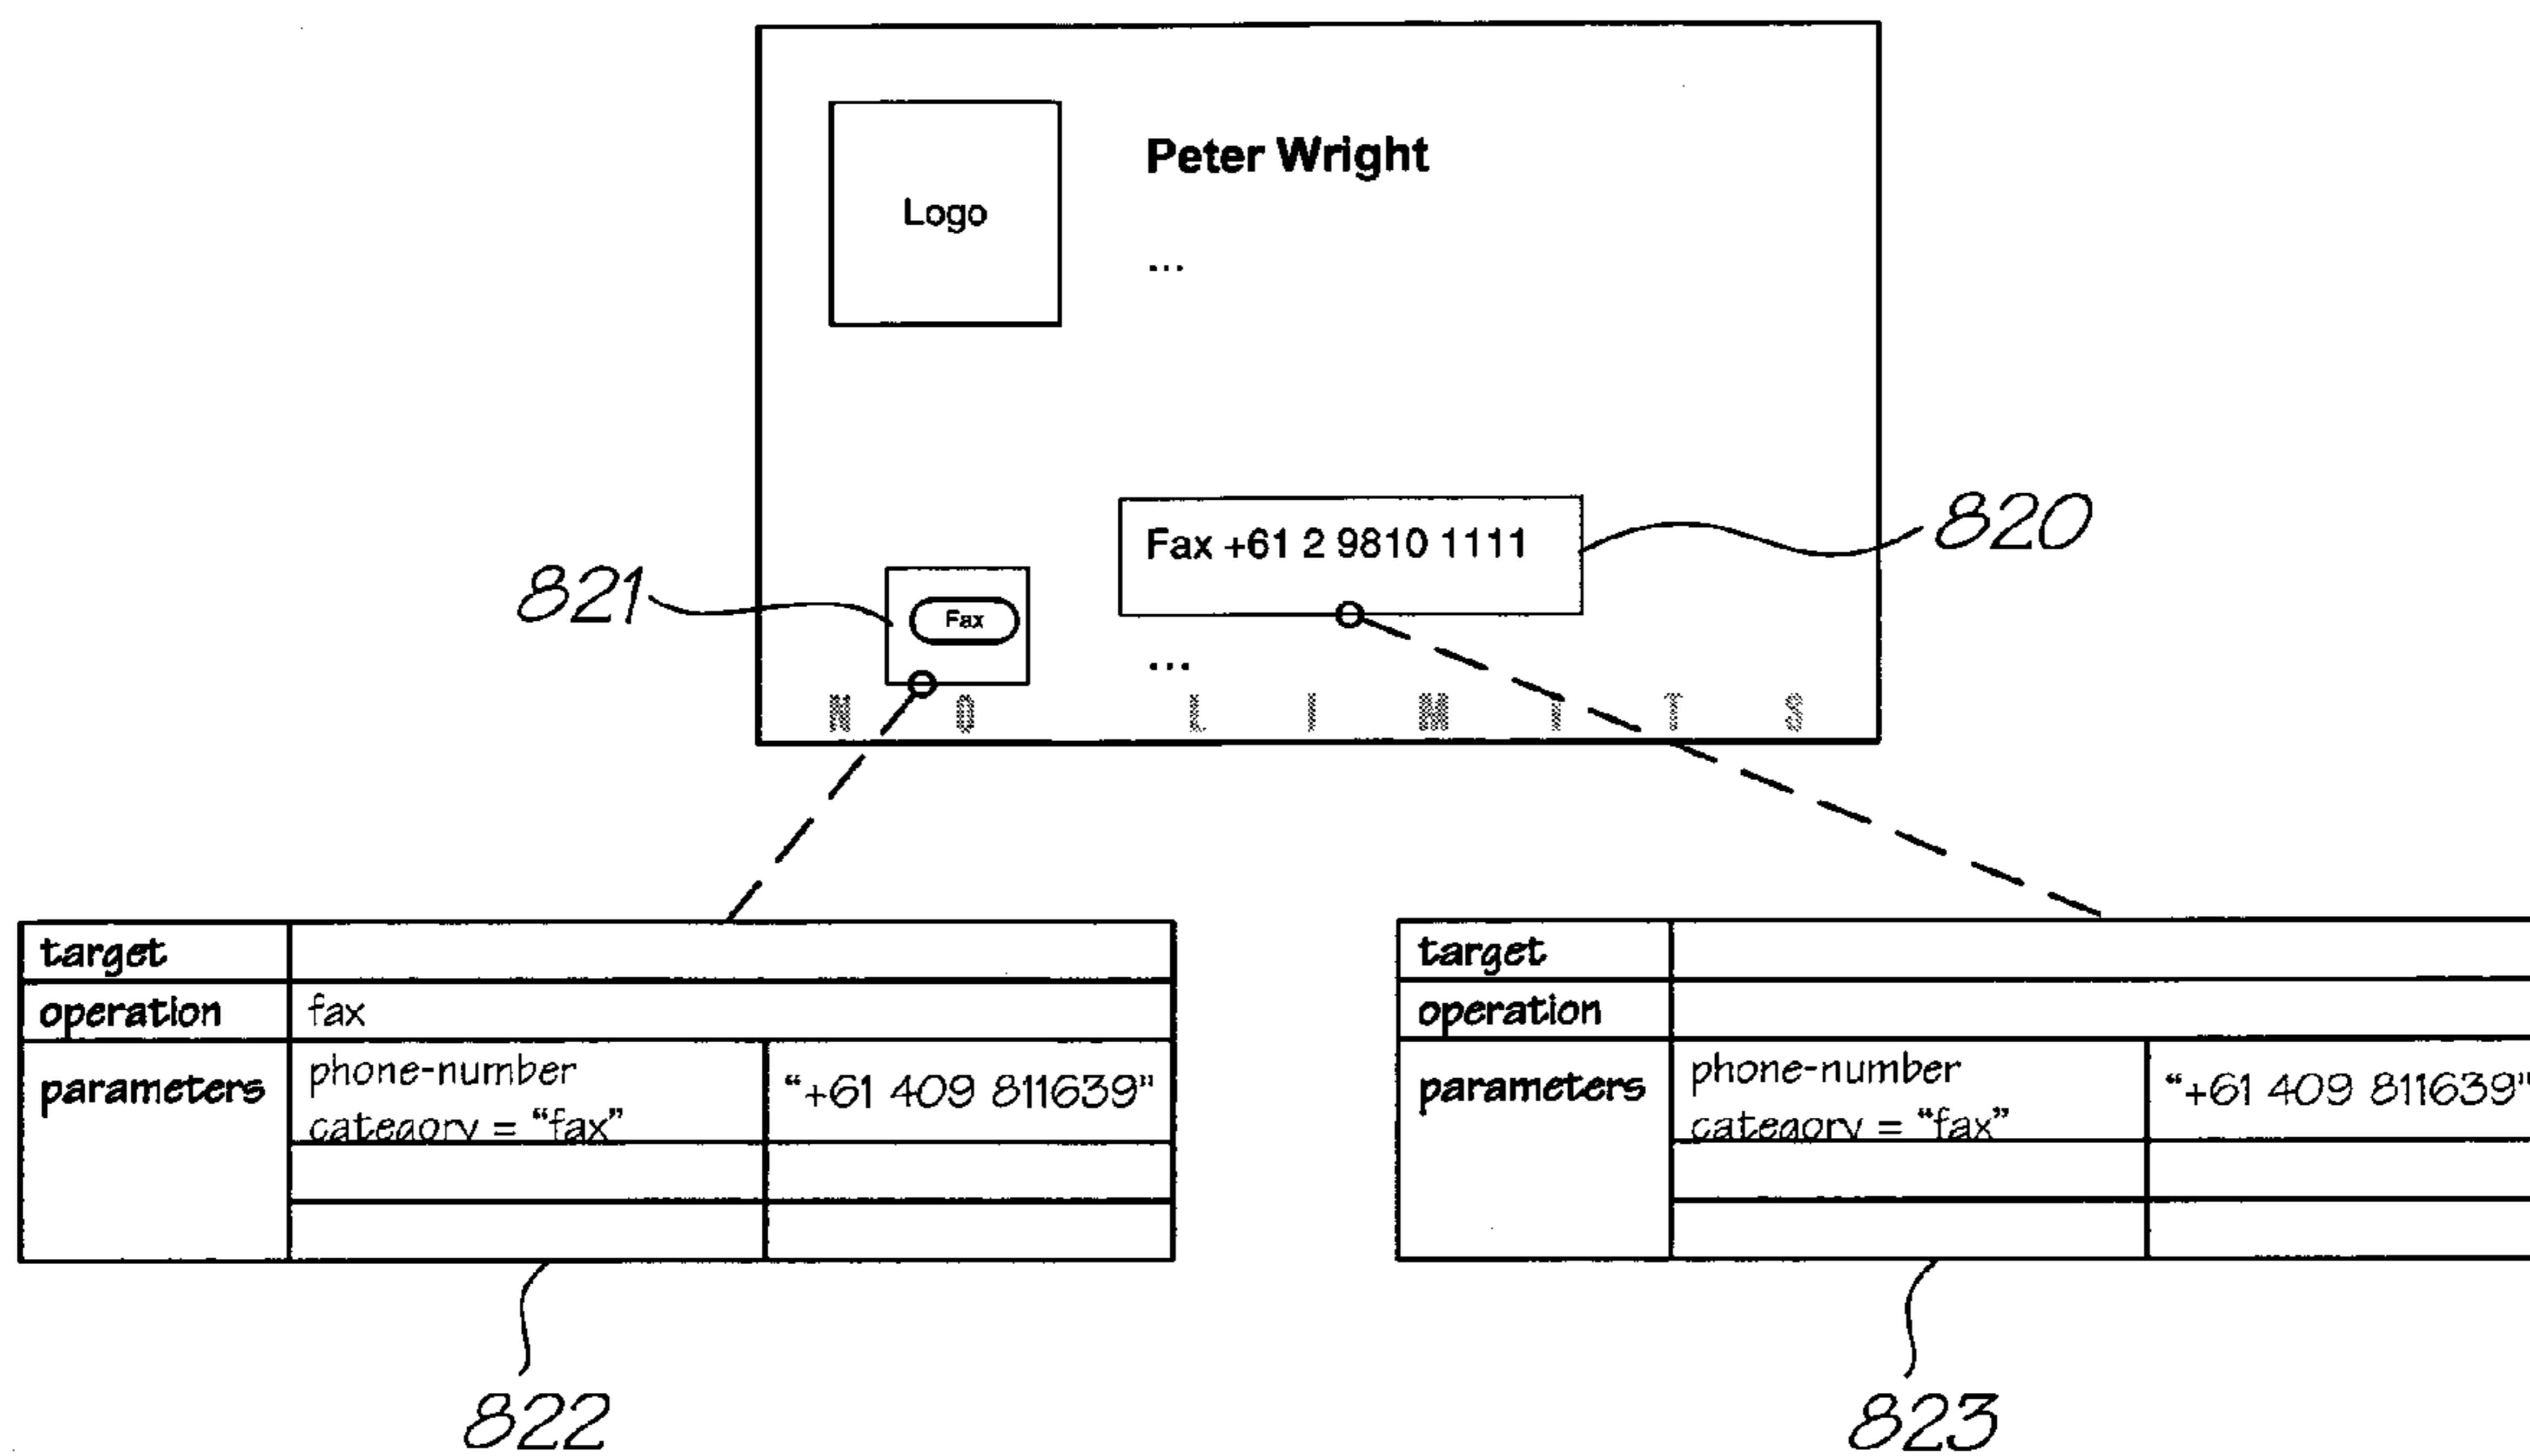 Peter Wright
Logo
...
820
Fax +61 2 9810 1111
821
Fax
...
N O L I M I T S
target
operation fax
parameters phone-number “+61 409 811639”
category = “fax”
822
target
operation
parameters phone-number “+61 409 811639”
category = “fax”
823